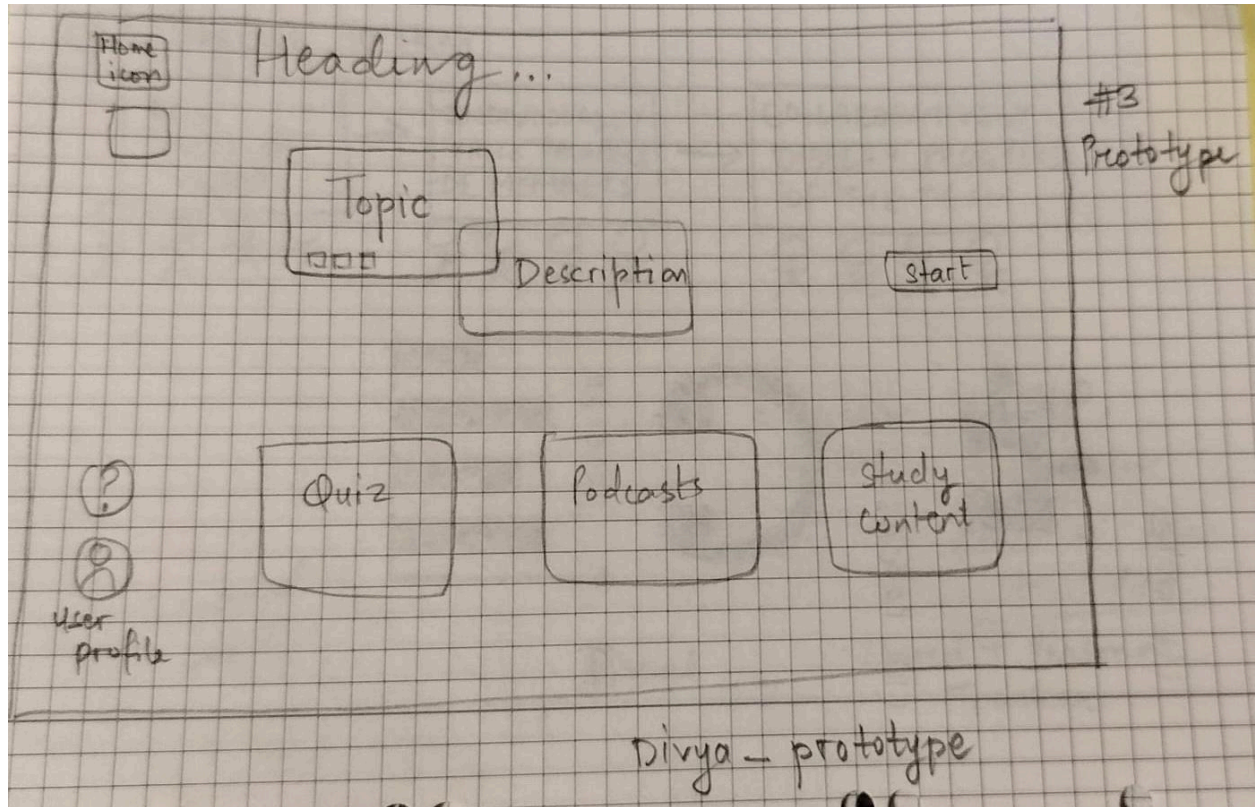 Home
icon
Heading...
#3
Prototype
Topic
Description
start
?
Quiz
Podcasts
Study
Content
user
profile
Divya - prototype